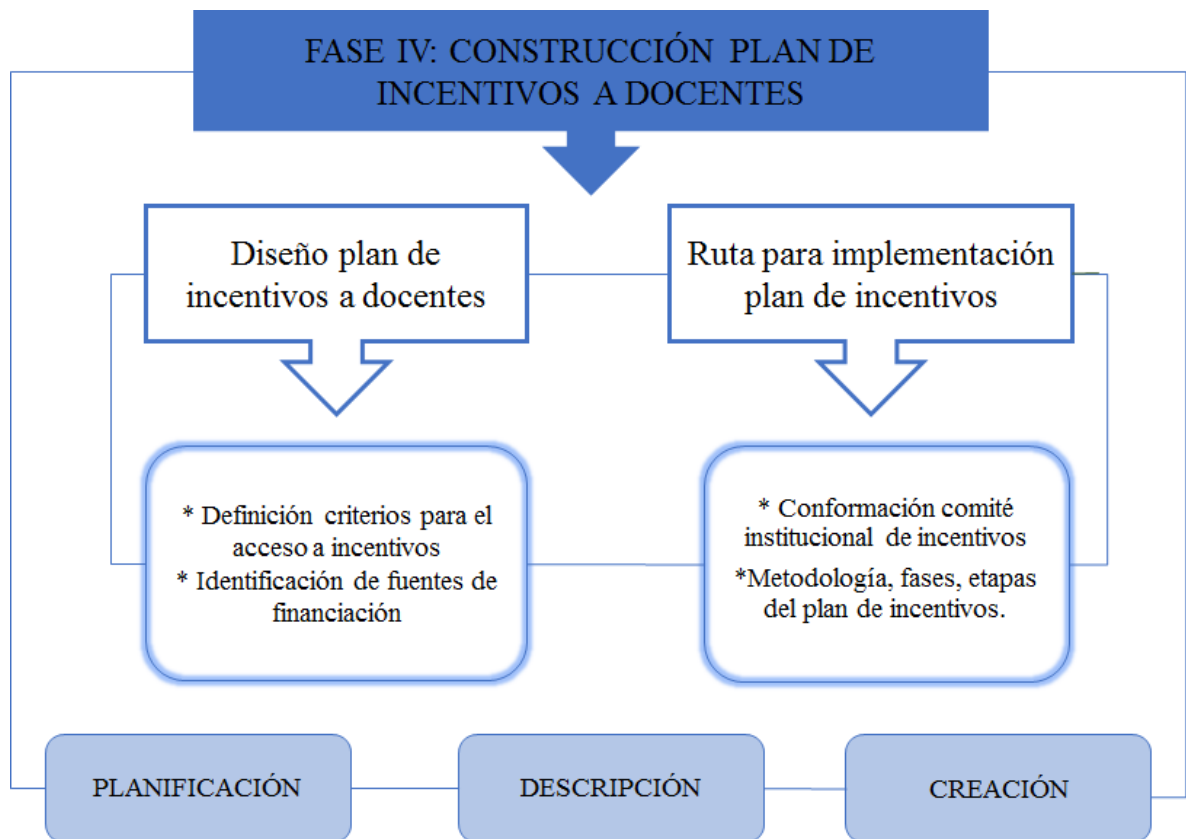 FASE IV: CONSTRUCCIÓN PLAN DE
INCENTIVOS A DOCENTES
Diseño plan de
incentivos a docentes
Ruta para implementación
plan de incentivos
* Definición criterios para el
acceso a incentivos
* Identificación de fuentes de
financiación
* Conformación comité
institucional de incentivos
*Metodología, fases, etapas
del plan de incentivos.
PLANIFICACIÓN
DESCRIPCIÓN
CREACIÓN